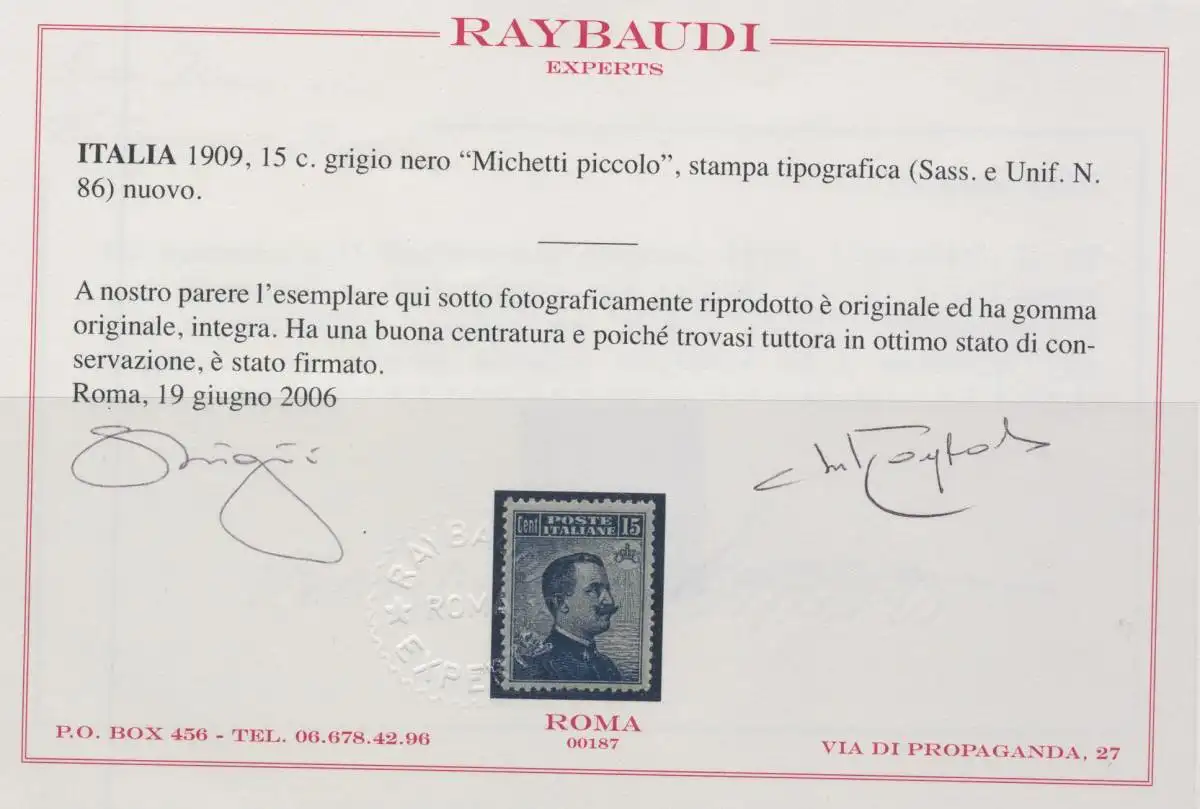 RAYBAUDI
EXPERTS
ITALIA 1909, 15 c. grigio nero “Michetti piccolo”, stampa tipografica (Sass. e Unif. N.
86) nuovo.
A nostro parere l’esemplare qui sotto fotograficamente riprodotto è originale ed ha gomma
originale, integra. Ha una buona centratura e poiché trovasi tuttora in ottimo stato di con-
servazione, è stato firmato.
Roma, 19 giugno 2006
Cent POSTE ITALIANE 15
RAYBA
ROM
EXPE
P.O. BOX 456 - TEL. 06.678.42.96
ROMA
00187
VIA DI PROPAGANDA, 27